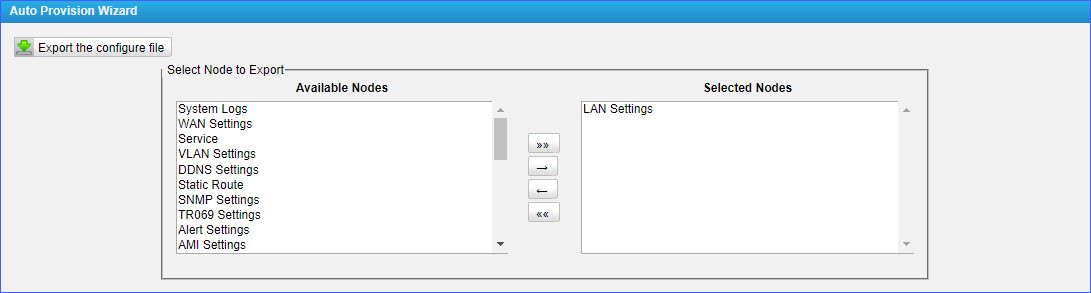 Auto Provision Wizard
Export the configure file
Select Node to Export
Available Nodes
Selected Nodes
System Logs
WAN Settings
Service
VLAN Settings
DDNS Settings
Static Route
SNMP Settings
TR069 Settings
Alert Settings
AMI Settings
»»
→
←
««
LAN Settings